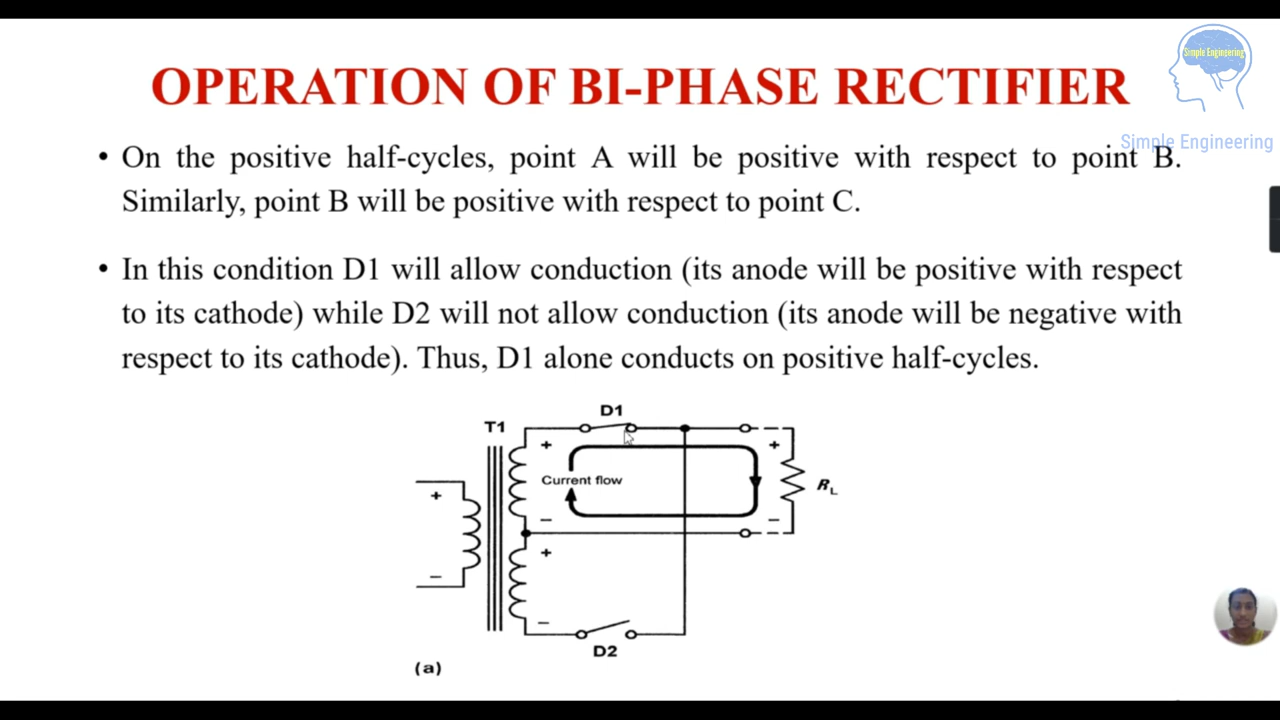 Simple Engineering
OPERATION OF BI-PHASE RECTIFIER
Simple Engineering
• On the positive half-cycles, point A will be positive with respect to point B.
Similarly, point B will be positive with respect to point C.
• In this condition D1 will allow conduction (its anode will be positive with respect
to its cathode) while D2 will not allow conduction (its anode will be negative with
respect to its cathode). Thus, D1 alone conducts on positive half-cycles.
D1
T1
+ +
Current flow
RL
+
− −
+
−
−
D2
(a)